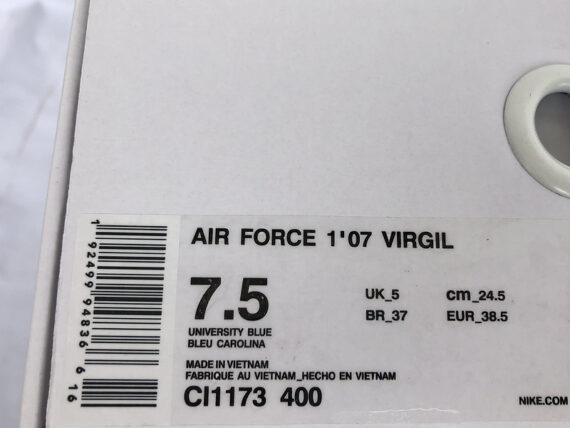 AIR FORCE 1'07 VIRGIL
7.5
UK_5 cm_24.5
BR_37 EUR_38.5
UNIVERSITY BLUE
BLEU CAROLINA
MADE IN VIETNAM
FABRIQUE AU VIETNAM_HECHO EN VIETNAM
CI1173 400
NIKE.COM
1 92499 94836 6 16